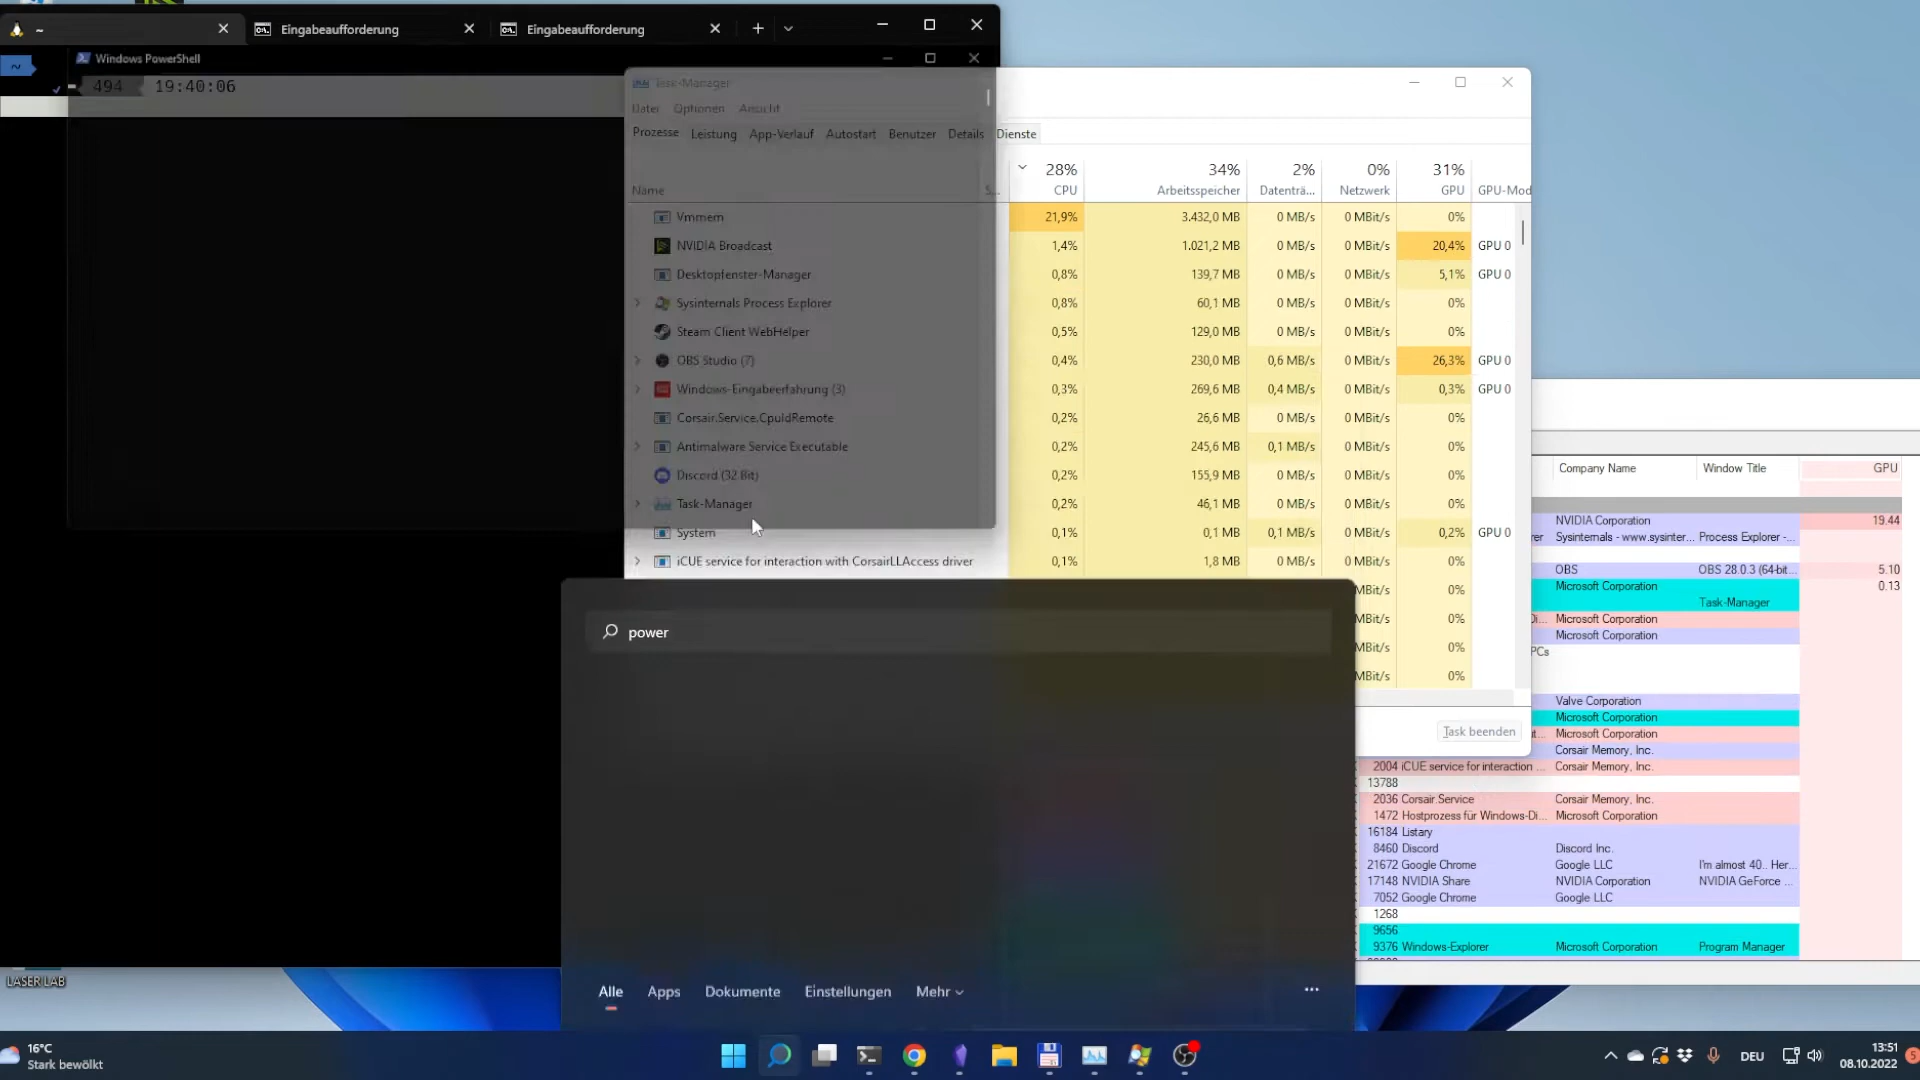 ~
Eingabeaufforderung
Eingabeaufforderung
~
Windows PowerShell
494 19:40:06
Task-Manager
Datei Optionen Ansicht
Prozesse Leistung App-Verlauf Autostart Benutzer Details Dienste
28% 34% 2% 0% 31%
Name S... CPU Arbeitsspeicher Datenträ... Netzwerk GPU GPU-Mod
Vmmem 21,9% 3.432,0 MB 0 MB/s 0 MBit/s 0%
NVIDIA Broadcast 1,4% 1.021,2 MB 0 MB/s 0 MBit/s 20,4% GPU 0
Desktopfenster-Manager 0,8% 139,7 MB 0 MB/s 0 MBit/s 5,1% GPU 0
Sysinternals Process Explorer 0,8% 60,1 MB 0 MB/s 0 MBit/s 0%
Steam Client WebHelper 0,5% 129,0 MB 0 MB/s 0 MBit/s 0%
OBS Studio (7) 0,4% 230,0 MB 0,6 MB/s 0 MBit/s 26,3% GPU 0
Windows-Eingabeerfahrung (3) 0,3% 269,6 MB 0,4 MB/s 0 MBit/s 0,3% GPU 0
Corsair.Service.CpuIdRemote 0,2% 26,6 MB 0 MB/s 0 MBit/s 0%
Antimalware Service Executable 0,2% 245,6 MB 0,1 MB/s 0 MBit/s 0%
Discord (32 Bit) 0,2% 155,9 MB 0 MB/s 0 MBit/s 0%
Task-Manager 0,2% 46,1 MB 0 MB/s 0 MBit/s 0%
System 0,1% 0,1 MB 0,1 MB/s 0 MBit/s 0,2% GPU 0
iCUE service for interaction with CorsairLLAccess driver 0,1% 1,8 MB 0 MB/s 0 MBit/s 0%
MBit/s 0%
MBit/s 0%
MBit/s 0%
MBit/s 0%
Task beenden
Company Name Window Title GPU
NVIDIA Corporation 19.44
rer Sysinternals - www.sysinter... Process Explorer -...
OBS OBS 28.0.3 (64-bit... 5.10
Microsoft Corporation 0.13
Task-Manager
Di... Microsoft Corporation
Microsoft Corporation
PCs
Valve Corporation
Microsoft Corporation
ut... Microsoft Corporation
Corsair Memory, Inc.
2004 iCUE service for interaction ... Corsair Memory, Inc.
13788
2036 Corsair.Service Corsair Memory, Inc.
1472 Hostprozess für Windows-Di... Microsoft Corporation
16184 Listary
8460 Discord Discord Inc.
21672 Google Chrome Google LLC I'm almost 40.. Her...
17148 NVIDIA Share NVIDIA Corporation NVIDIA GeForce ...
7052 Google Chrome Google LLC
1268
9656
9376 Windows-Explorer Microsoft Corporation Program Manager
power
Alle Apps Dokumente Einstellungen Mehr ...
LASER LAB
16°C
Stark bewölkt
DEU
13:51
08.10.2022
5